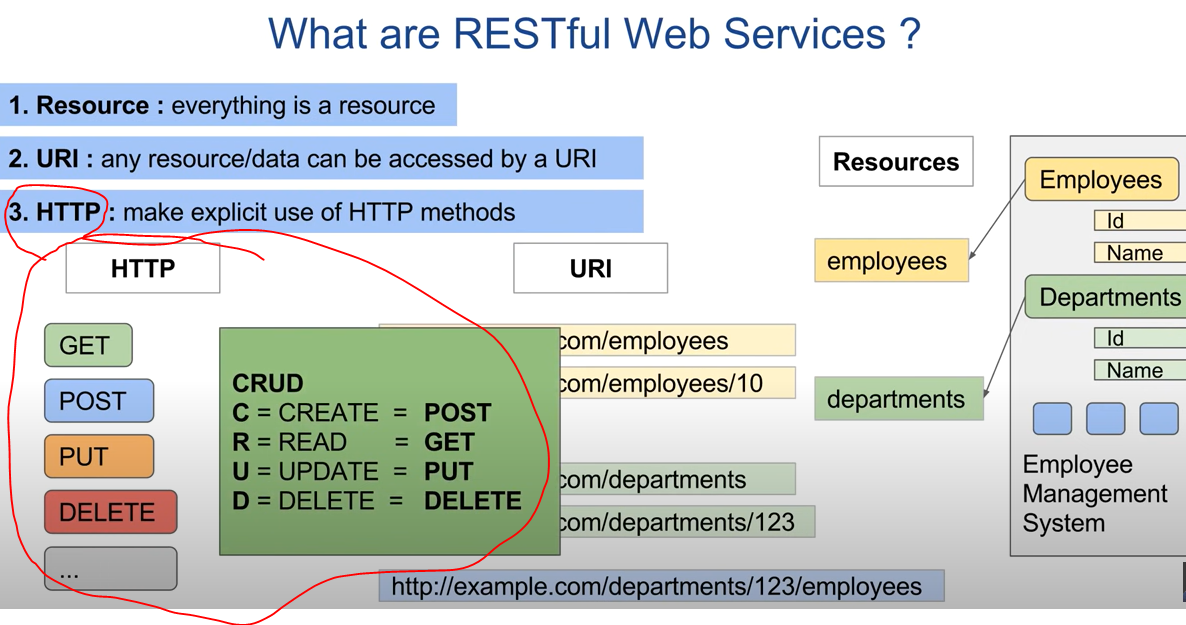 What are RESTful Web Services ?
1. Resource : everything is a resource
2. URI : any resource/data can be accessed by a URI
3. HTTP : make explicit use of HTTP methods
HTTP
GET
POST
PUT
DELETE
...
CRUD
C = CREATE = POST
R = READ = GET
U = UPDATE = PUT
D = DELETE = DELETE
URI
com/employees
com/employees/10
com/departments
com/departments/123
http://example.com/departments/123/employees
Resources
employees
departments
Employees
Id
Name
Departments
Id
Name
Employee
Management
System